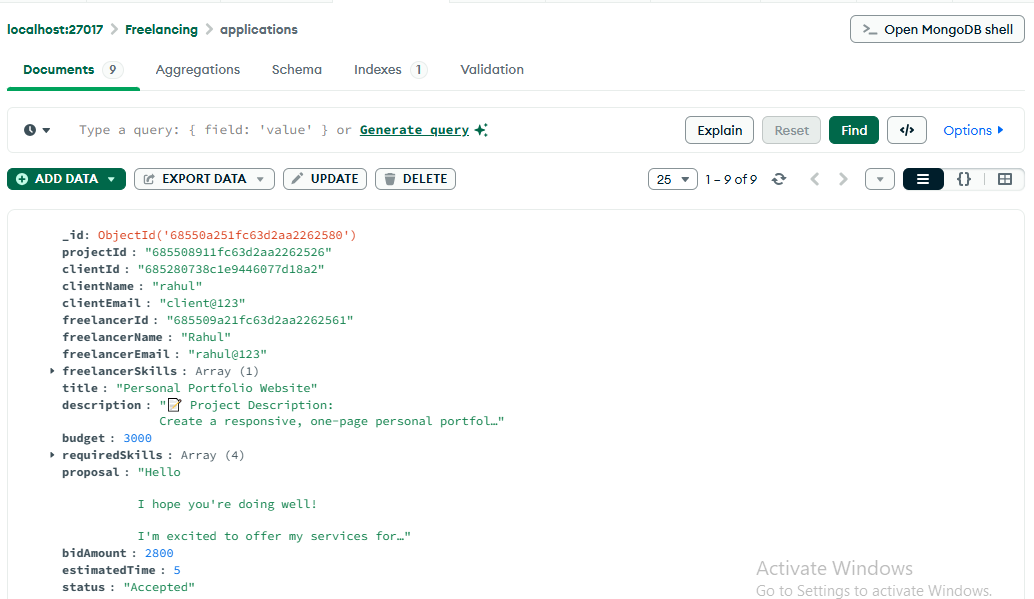 localhost:27017 > Freelancing > applications
>_ Open MongoDB shell
Documents 9 Aggregations Schema Indexes 1 Validation
Type a query: { field: 'value' } or Generate query
Explain Reset Find </> Options
ADD DATA EXPORT DATA UPDATE DELETE 25 1 – 9 of 9 {}
_id: ObjectId('68550a251fc63d2aa2262580')
projectId : "685508911fc63d2aa2262526"
clientId : "685280738c1e9446077d18a2"
clientName : "rahul"
clientEmail : "client@123"
freelancerId : "685509a21fc63d2aa2262561"
freelancerName : "Rahul"
freelancerEmail : "rahul@123"
freelancerSkills : Array (1)
title : "Personal Portfolio Website"
description : "📝 Project Description:
Create a responsive, one-page personal portfol…"
budget : 3000
requiredSkills : Array (4)
proposal : "Hello
I hope you're doing well!
I'm excited to offer my services for…"
bidAmount : 2800
estimatedTime : 5
status : "Accepted"
Activate Windows
Go to Settings to activate Windows.